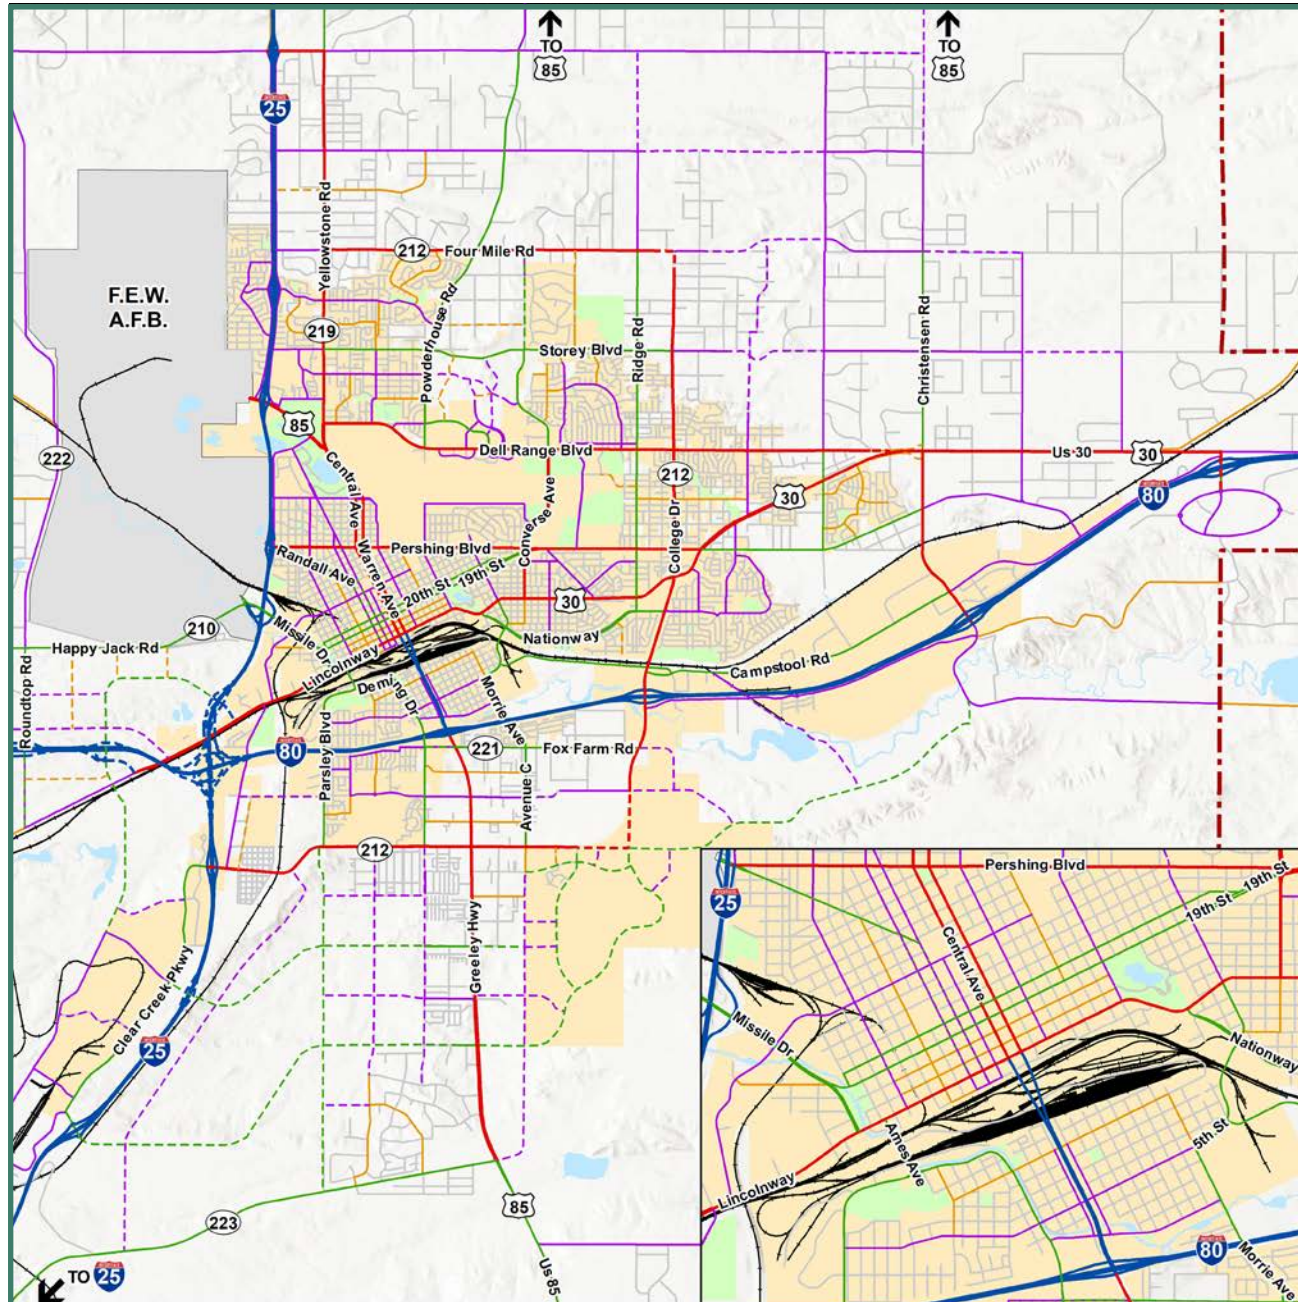 TO
85
TO
85
25
Yellowstone Rd
212
Four Mile Rd
F.E.W.
A.F.B.
219
Powderhouse Rd
Ridge Rd
Christensen Rd
Storey Blvd
85
222
Dell Range Blvd
Us 30
30
Central Ave
212
30
80
Converse Ave
College Dr
Warren Ave
Pershing Blvd
Randall Ave
20th St
19th St
30
210
Missile Dr
Nationway
Happy Jack Rd
Lincolnway
Campstool Rd
Roundtop Rd
Deming Dr
Morrie Ave
80
Parsley Blvd
221
Fox Farm Rd
Avenue C
212
Greeley Hwy
Clear Creek Pkwy
25
85
223
Us 85
TO
25
Pershing Blvd
25
19th St
19th St
Central Ave
Missile Dr
Nationway
Ames Ave
5th St
Lincolnway
80
Morrie Ave